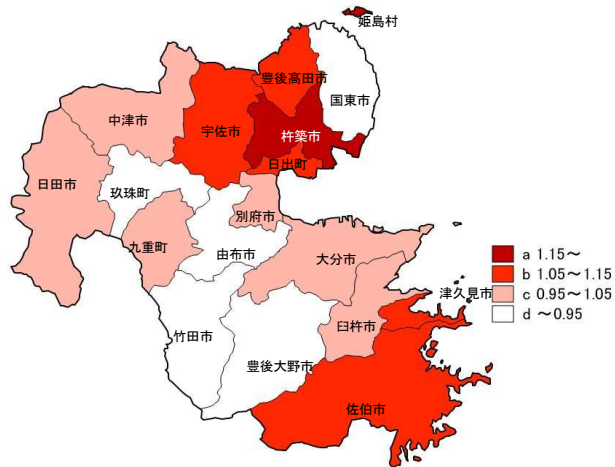 姫島村
豊後高田市
国東市
中津市
宇佐市
杵築市
日出町
日田市
玖珠町
別府市
九重町
由布市
大分市
a 1.15～
b 1.05～1.15
c 0.95～1.05
d ～0.95
津久見市
臼杵市
竹田市
豊後大野市
佐伯市